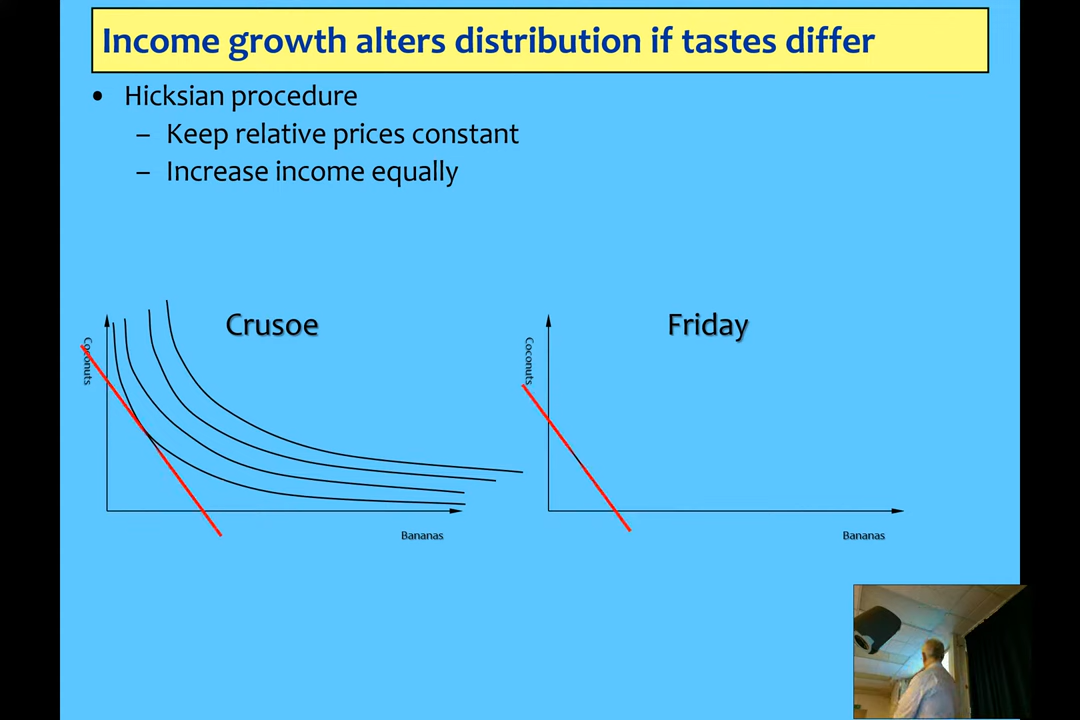 Income growth alters distribution if tastes differ
• Hicksian procedure
– Keep relative prices constant
– Increase income equally
Crusoe
Coconuts
Bananas
Friday
Coconuts
Bananas